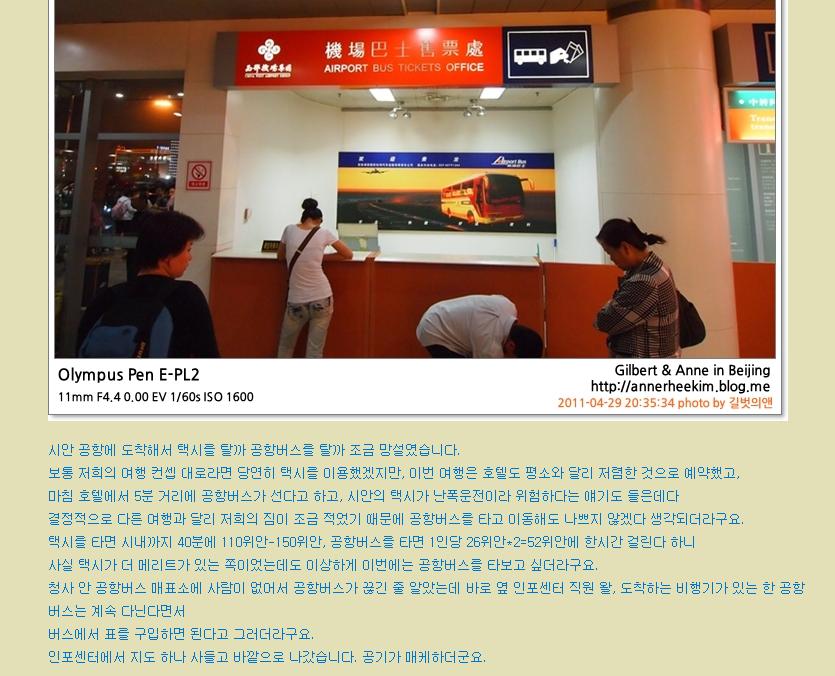 機場巴士售票處
AIRPORT BUS TICKETS OFFICE
Airport Bus
Olympus Pen E-PL2
11mm F4.4 0.00 EV 1/60s ISO 1600
Gilbert & Anne in Beijing
http://annerheekim.blog.me
2011-04-29 20:35:34 photo by 길벗의앤
시안 공항에 도착해서 택시를 탈까 공항버스를 탈까 조금 망설였습니다.
보통 저희의 여행 컨셉 대로라면 당연히 택시를 이용했겠지만, 이번 여행은 호텔도 평소와 달리 저렴한 것으로 예약했고,
마침 호텔에서 5분 거리에 공항버스가 선다고 하고, 시안의 택시가 난폭운전이라 위험하다는 얘기도 들은데다
결정적으로 다른 여행과 달리 저희의 짐이 조금 적었기 때문에 공항버스를 타고 이동해도 나쁘지 않겠다 생각되더라구요.
택시를 타면 시내까지 40분에 110위안-150위안, 공항버스를 타면 1인당 26위안*2=52위안에 한시간 걸린다 하니
사실 택시가 더 메리트가 있는 쪽이었는데도 이상하게 이번에는 공항버스를 타보고 싶더라구요.
청사 안 공항버스 매표소에 사람이 없어서 공항버스가 끊긴 줄 알았는데 바로 옆 인포센터 직원 왈, 도착하는 비행기가 있는 한 공항
버스는 계속 다닌다면서
버스에서 표를 구입하면 된다고 그러더라구요.
인포센터에서 지도 하나 사들고 바깥으로 나갔습니다. 공기가 매케하더군요.